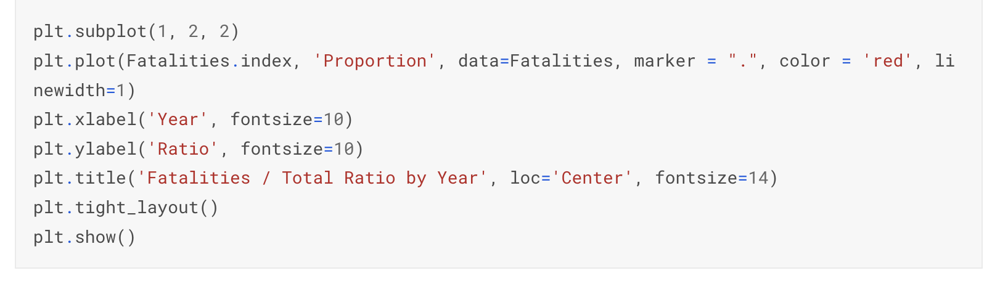 plt.subplot(1, 2, 2)
plt.plot(Fatalities.index, 'Proportion', data=Fatalities, marker = ".", color = 'red', li
newidth=1)
plt.xlabel('Year', fontsize=10)
plt.ylabel('Ratio', fontsize=10)
plt.title('Fatalities / Total Ratio by Year', loc='Center', fontsize=14)
plt.tight_layout()
plt.show()